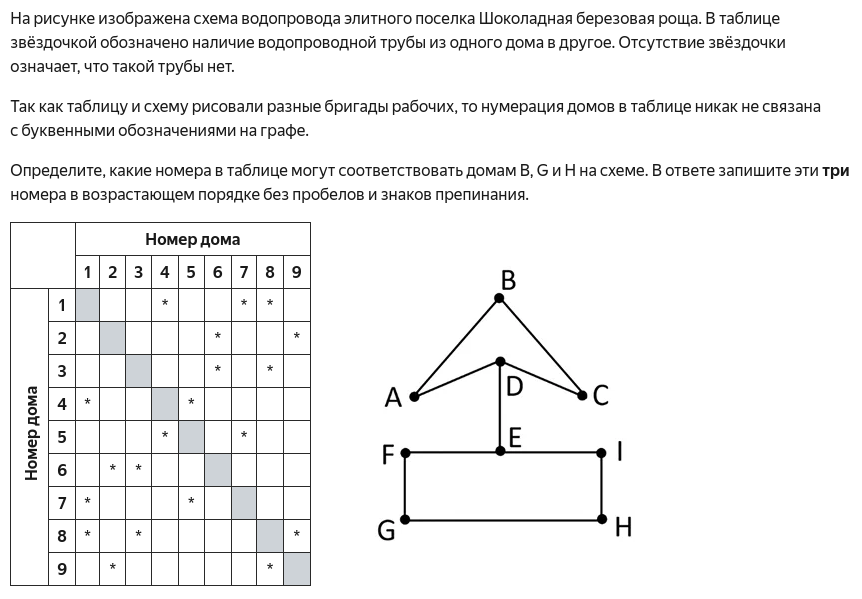 На рисунке изображена схема водопровода элитного поселка Шоколадная березовая роща. В таблице
звёздочкой обозначено наличие водопроводной трубы из одного дома в другое. Отсутствие звёздочки
означает, что такой трубы нет.
Так как таблицу и схему рисовали разные бригады рабочих, то нумерация домов в таблице никак не связана
с буквенными обозначениями на графе.
Определите, какие номера в таблице могут соответствовать домам B, G и H на схеме. В ответе запишите эти три
номера в возрастающем порядке без пробелов и знаков препинания.
Номер дома
1 2 3 4 5 6 7 8 9
Номер дома
1 * * *
2 * *
3 * *
4 * *
5 * *
6 * *
7 * *
8 * * *
9 * *
B
D
A C
E
F I
G H